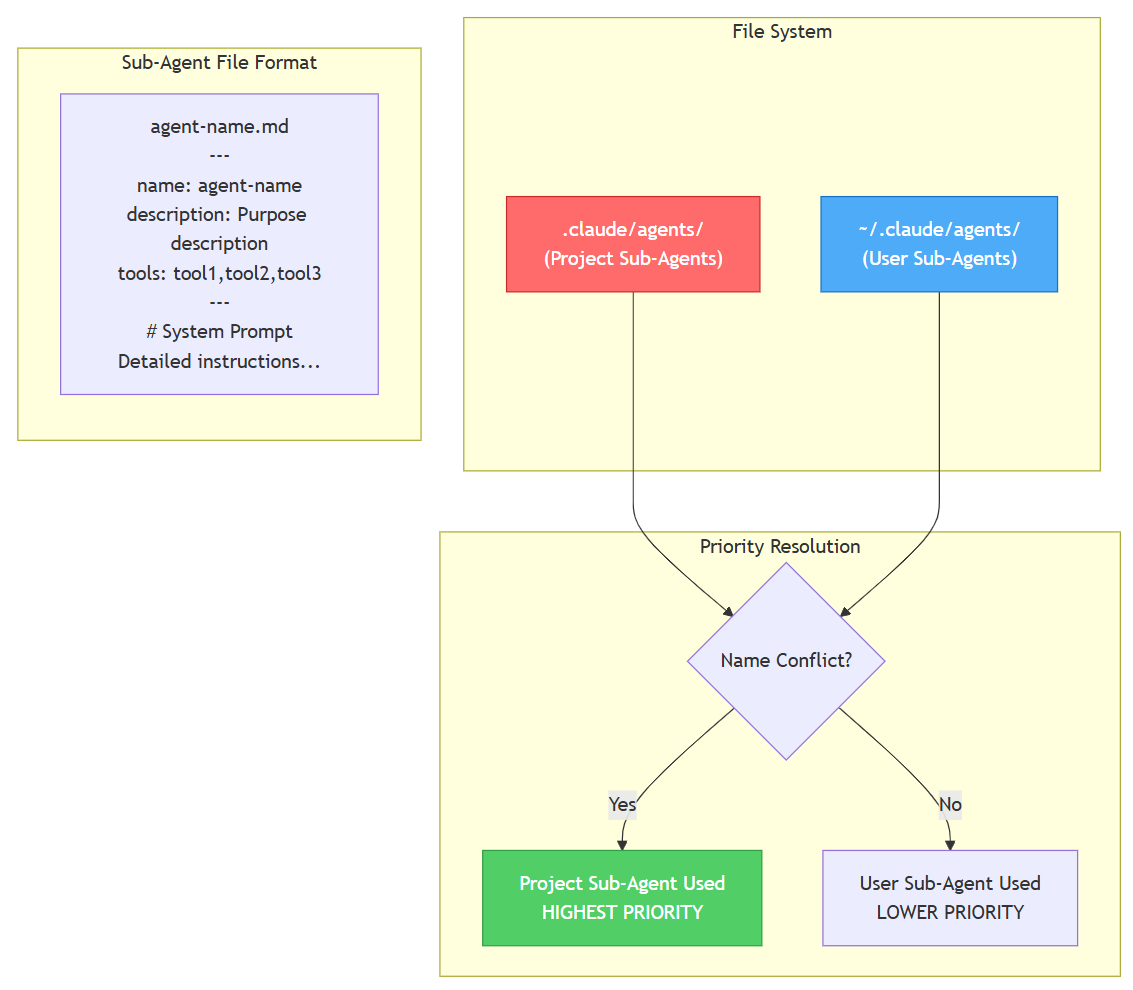 Sub-Agent File Format
agent-name.md
---
name: agent-name
description: Purpose
description
tools: tool1,tool2,tool3
---
# System Prompt
Detailed instructions...
File System
.claude/agents/
(Project Sub-Agents)
~/.claude/agents/
(User Sub-Agents)
Priority Resolution
Name Conflict?
Yes
No
Project Sub-Agent Used
HIGHEST PRIORITY
User Sub-Agent Used
LOWER PRIORITY